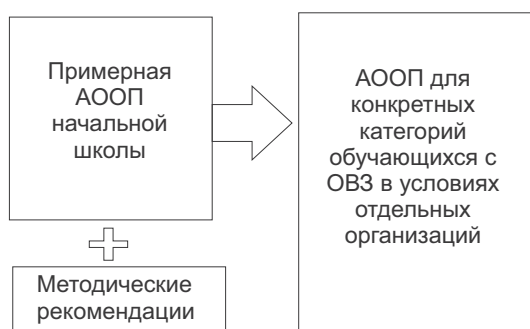 Примерная
АООП
начальной
школы
Методические
рекомендации
АООП для
конкретных
категорий
обучающихся с
ОВЗ в условиях
отдельных
организаций